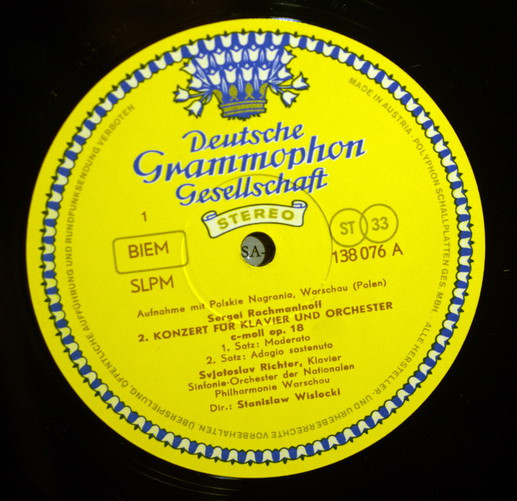 Deutsche
Grammophon
Gesellschaft
STEREO
1
BIEM
SLPM
ST 33
138 076 A
SA-
Aufnahme mit Polskie Nagrania, Warschau (Polen)
Sergei Rachmaninoff
2. KONZERT FÜR KLAVIER UND ORCHESTER
c-moll op. 18
1. Satz: Moderato
2. Satz: Adagio sostenuto
Svjatoslav Richter, Klavier
Sinfonie-Orchester der Nationalen
Philharmonie Warschau
Dir.: Stanislaw Wislocki
MADE IN AUSTRIA · POLYPHON SCHALLPLATTEN GES. MBH. · ALLE HERSTELLER- UND URHEBERRECHTE VORBEHALTEN. ÜBERSPIELUNG, ÖFFENTLICHE AUFFÜHRUNG UND RUNDFUNKSENDUNG VERBOTEN